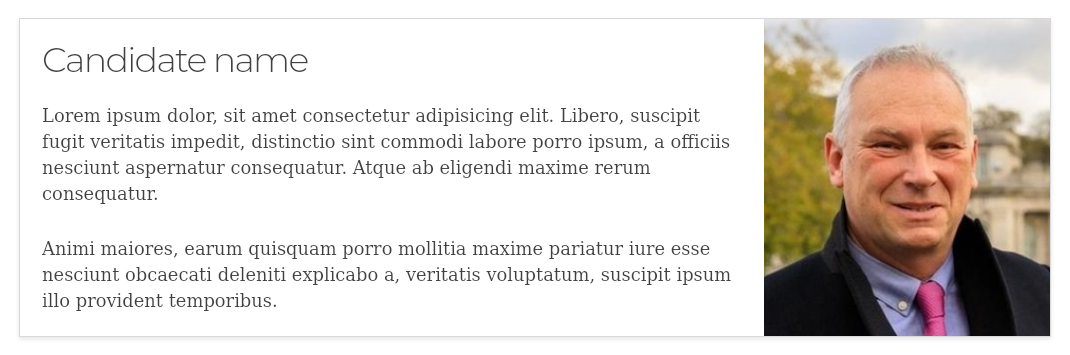 Candidate name
Lorem ipsum dolor, sit amet consectetur adipisicing elit. Libero, suscipit
fugit veritatis impedit, distinctio sint commodi labore porro ipsum, a officiis
nesciunt aspernatur consequatur. Atque ab eligendi maxime rerum
consequatur.
Animi maiores, earum quisquam porro mollitia maxime pariatur iure esse
nesciunt obcaecati deleniti explicabo a, veritatis voluptatum, suscipit ipsum
illo provident temporibus.